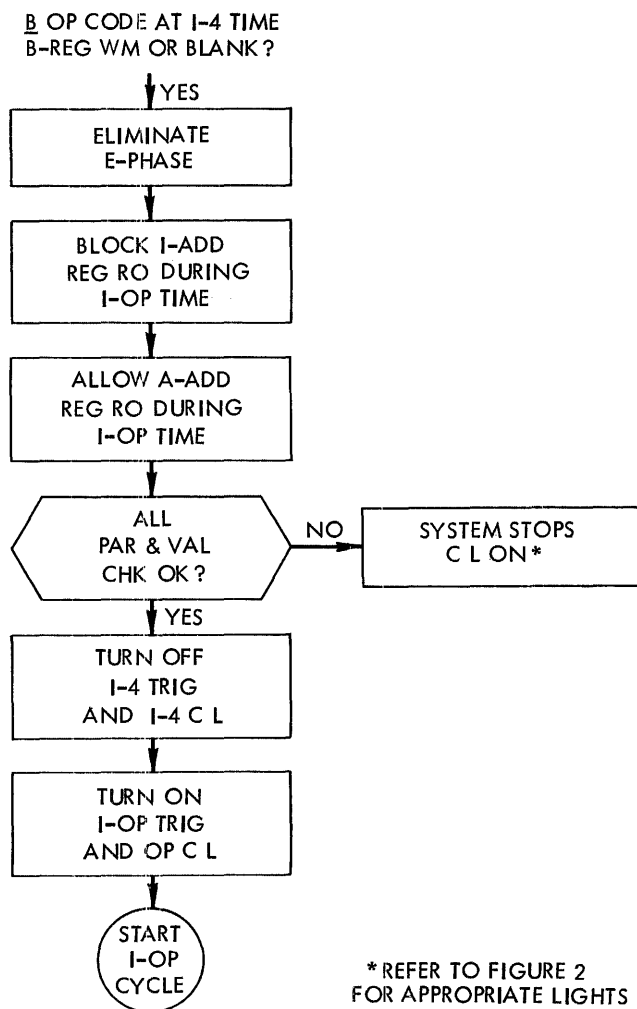 B OP CODE AT I-4 TIME
B-REG WM OR BLANK?
YES
ELIMINATE
E-PHASE
BLOCK I-ADD
REG RO DURING
I-OP TIME
ALLOW A-ADD
REG RO DURING
I-OP TIME
ALL
PAR & VAL
CHK OK?
NO
SYSTEM STOPS
C L ON*
YES
TURN OFF
I-4 TRIG
AND I-4 C L
TURN ON
I-OP TRIG
AND OP C L
START
I-OP
CYCLE
*REFER TO FIGURE 2
FOR APPROPRIATE LIGHTS